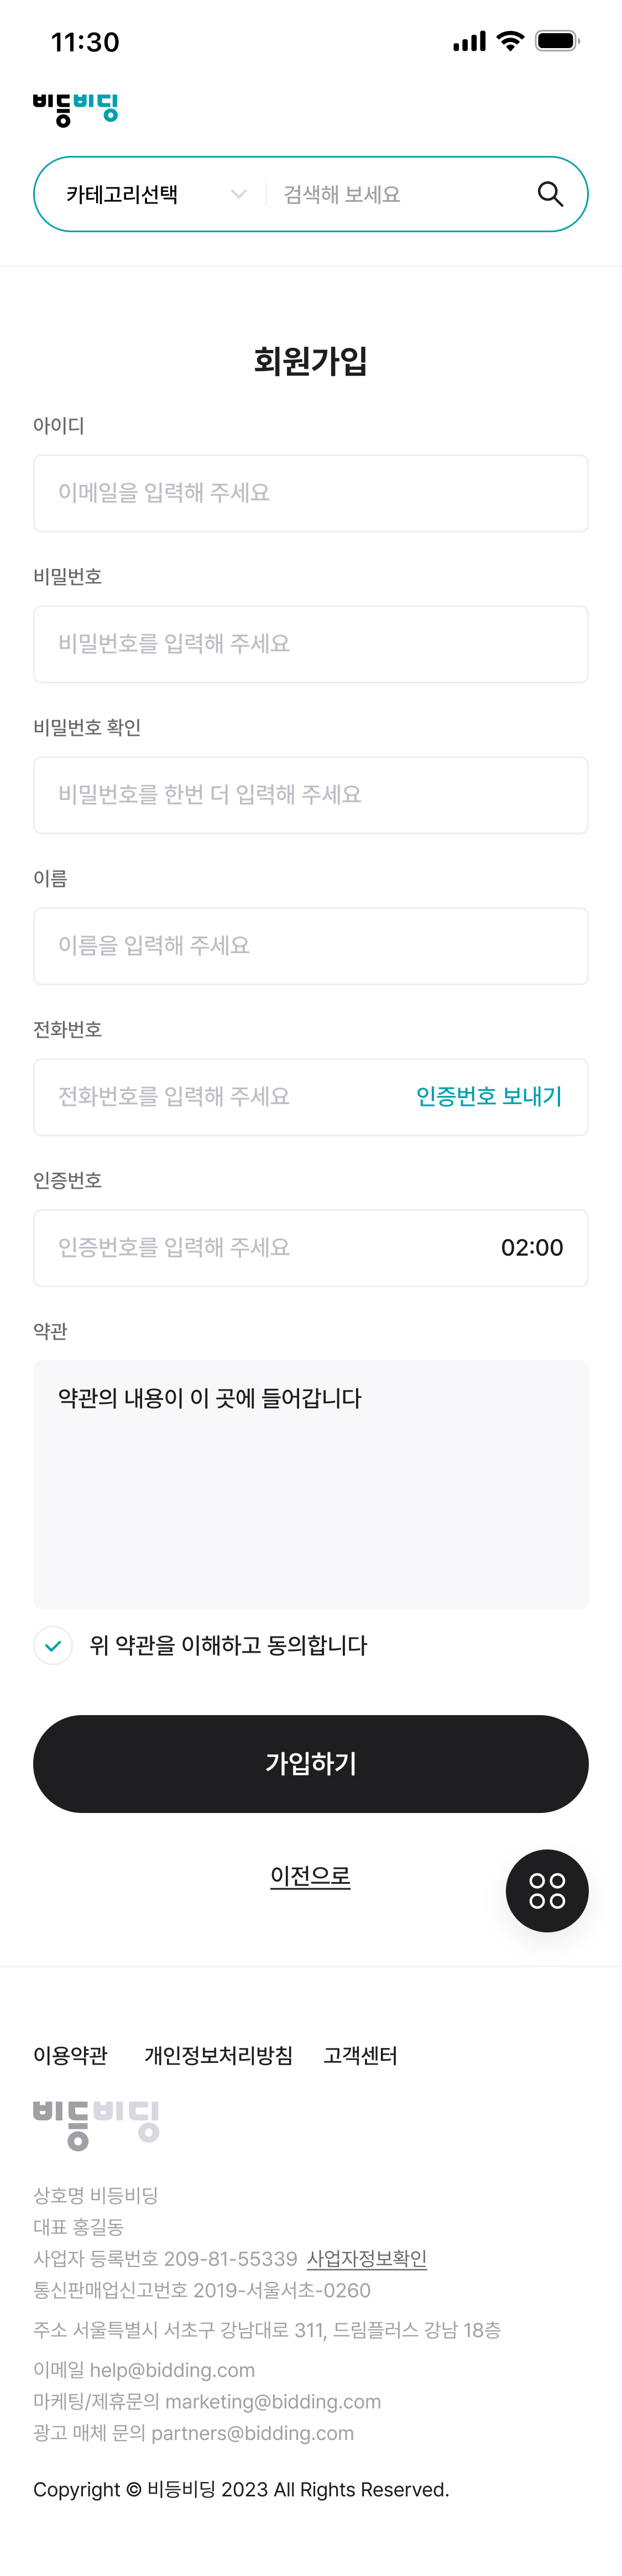 11:30
비등비딩
카테고리선택 검색해 보세요
회원가입
아이디
이메일을 입력해 주세요
비밀번호
비밀번호를 입력해 주세요
비밀번호 확인
비밀번호를 한번 더 입력해 주세요
이름
이름을 입력해 주세요
전화번호
전화번호를 입력해 주세요 인증번호 보내기
인증번호
인증번호를 입력해 주세요 02:00
약관
약관의 내용이 이 곳에 들어갑니다
위 약관을 이해하고 동의합니다
가입하기
이전으로
이용약관 개인정보처리방침 고객센터
비등비딩
상호명 비등비딩
대표 홍길동
사업자 등록번호 209-81-55339 사업자정보확인
통신판매업신고번호 2019-서울서초-0260
주소 서울특별시 서초구 강남대로 311, 드림플러스 강남 18층
이메일 help@bidding.com
마케팅/제휴문의 marketing@bidding.com
광고 매체 문의 partners@bidding.com
Copyright © 비등비딩 2023 All Rights Reserved.